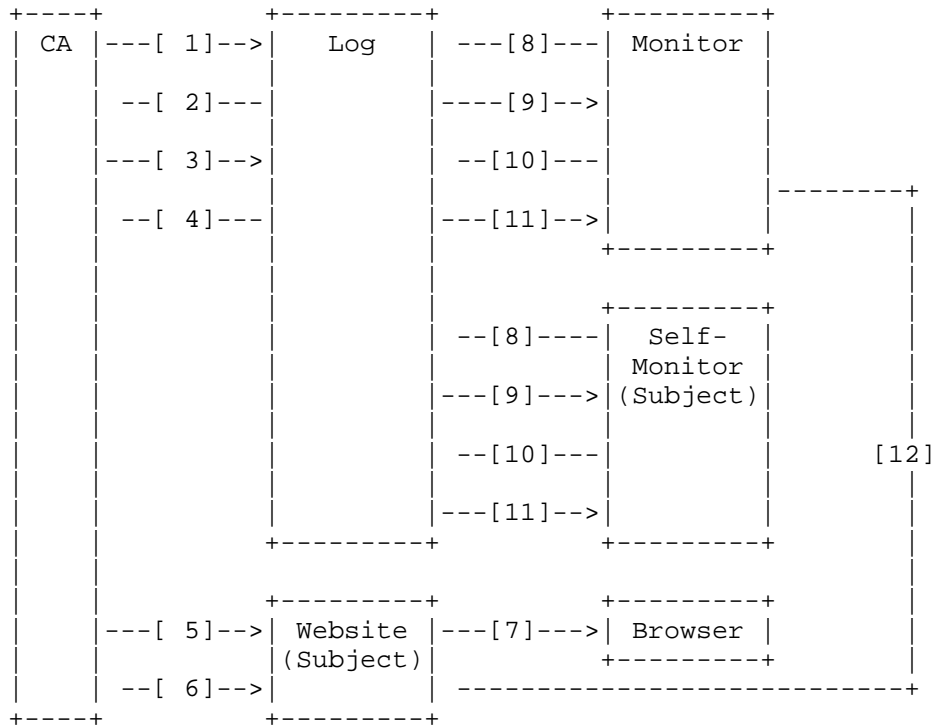 CA ---[ 1]--> Log ---[8]--- Monitor
--[ 2]--- ----[9]-->
---[ 3]--> --[10]---
--[ 4]--- ---[11]-->
--[8]---- Self-
Monitor
---[9]---> (Subject)
--[10]--- [12]
---[11]-->
---[ 5]--> Website ---[7]---> Browser
(Subject)
--[ 6]-->